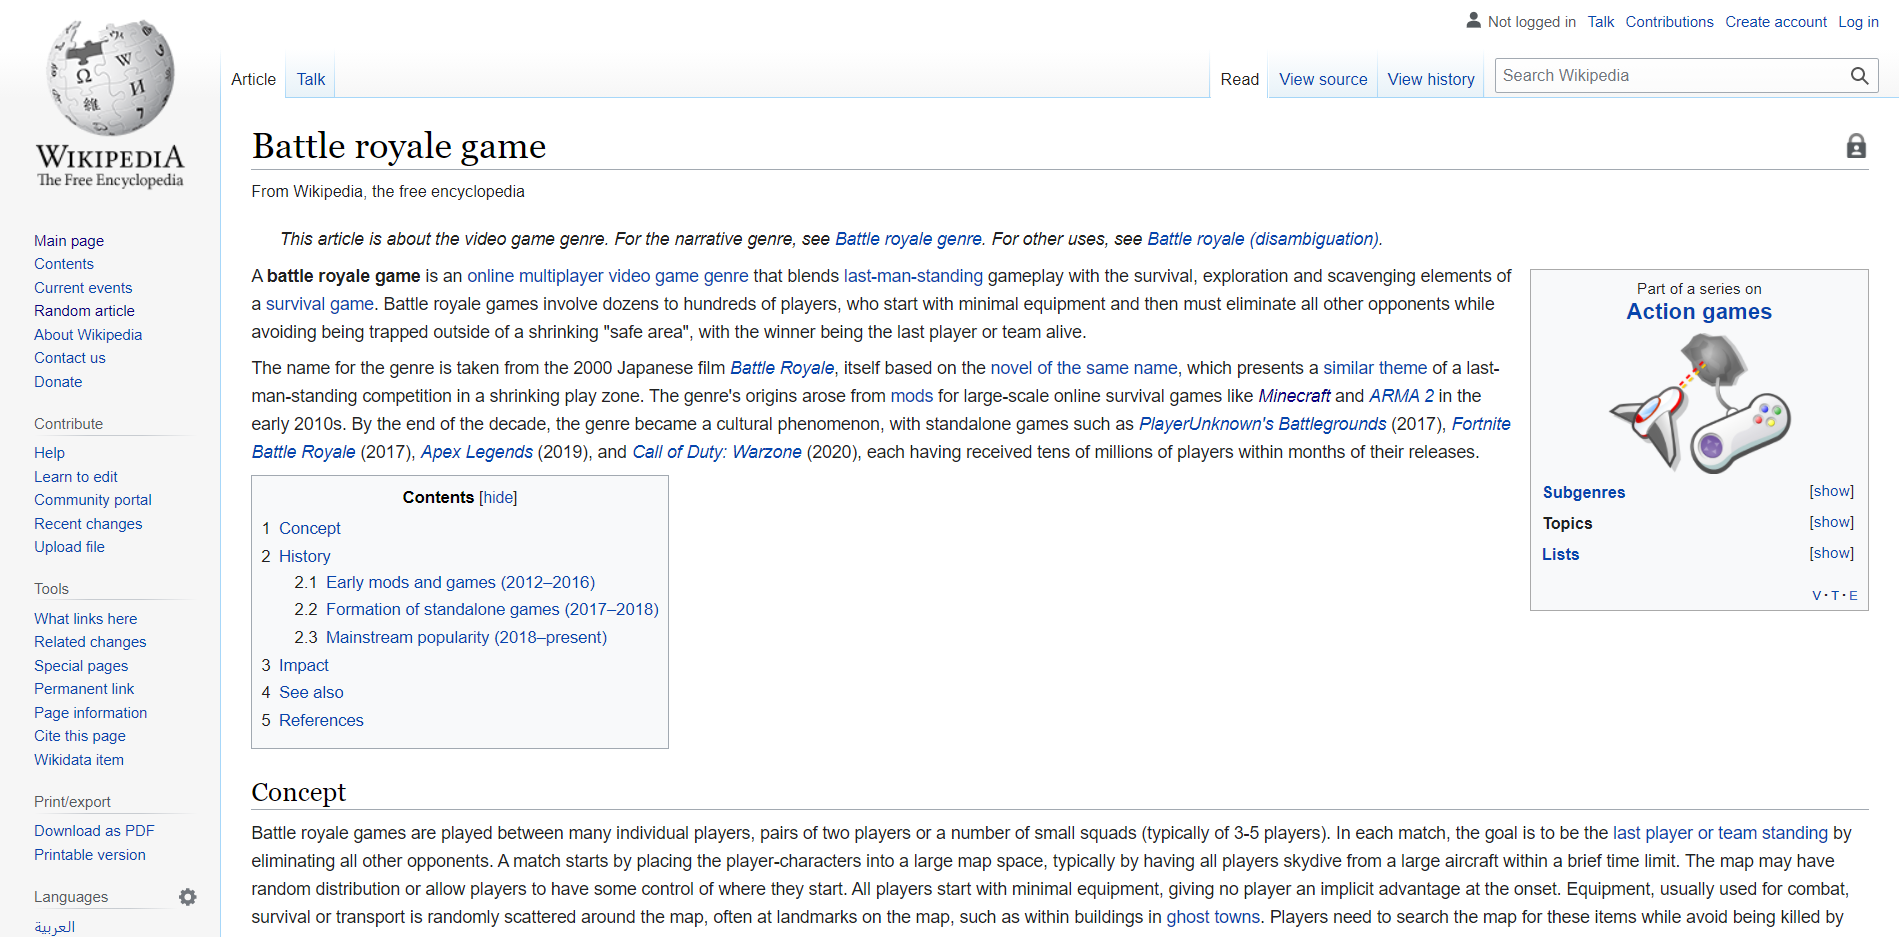 Not logged in Talk Contributions Create account Log in
Article Talk Read View source View history Search Wikipedia
Ω W И 維 7
WIKIPEDIA
The Free Encyclopedia
Main page
Contents
Current events
Random article
About Wikipedia
Contact us
Donate
Contribute
Help
Learn to edit
Community portal
Recent changes
Upload file
Tools
What links here
Related changes
Special pages
Permanent link
Page information
Cite this page
Wikidata item
Print/export
Download as PDF
Printable version
Languages
العربية
Battle royale game
From Wikipedia, the free encyclopedia
This article is about the video game genre. For the narrative genre, see Battle royale genre. For other uses, see Battle royale (disambiguation).
A battle royale game is an online multiplayer video game genre that blends last-man-standing gameplay with the survival, exploration and scavenging elements of
a survival game. Battle royale games involve dozens to hundreds of players, who start with minimal equipment and then must eliminate all other opponents while
avoiding being trapped outside of a shrinking "safe area", with the winner being the last player or team alive.
The name for the genre is taken from the 2000 Japanese film Battle Royale, itself based on the novel of the same name, which presents a similar theme of a last-
man-standing competition in a shrinking play zone. The genre's origins arose from mods for large-scale online survival games like Minecraft and ARMA 2 in the
early 2010s. By the end of the decade, the genre became a cultural phenomenon, with standalone games such as PlayerUnknown's Battlegrounds (2017), Fortnite
Battle Royale (2017), Apex Legends (2019), and Call of Duty: Warzone (2020), each having received tens of millions of players within months of their releases.
Part of a series on
Action games
Subgenres [show]
Topics [show]
Lists [show]
V · T · E
Contents [hide]
1 Concept
2 History
2.1 Early mods and games (2012–2016)
2.2 Formation of standalone games (2017–2018)
2.3 Mainstream popularity (2018–present)
3 Impact
4 See also
5 References
Concept
Battle royale games are played between many individual players, pairs of two players or a number of small squads (typically of 3-5 players). In each match, the goal is to be the last player or team standing by
eliminating all other opponents. A match starts by placing the player-characters into a large map space, typically by having all players skydive from a large aircraft within a brief time limit. The map may have
random distribution or allow players to have some control of where they start. All players start with minimal equipment, giving no player an implicit advantage at the onset. Equipment, usually used for combat,
survival or transport is randomly scattered around the map, often at landmarks on the map, such as within buildings in ghost towns. Players need to search the map for these items while avoid being killed by